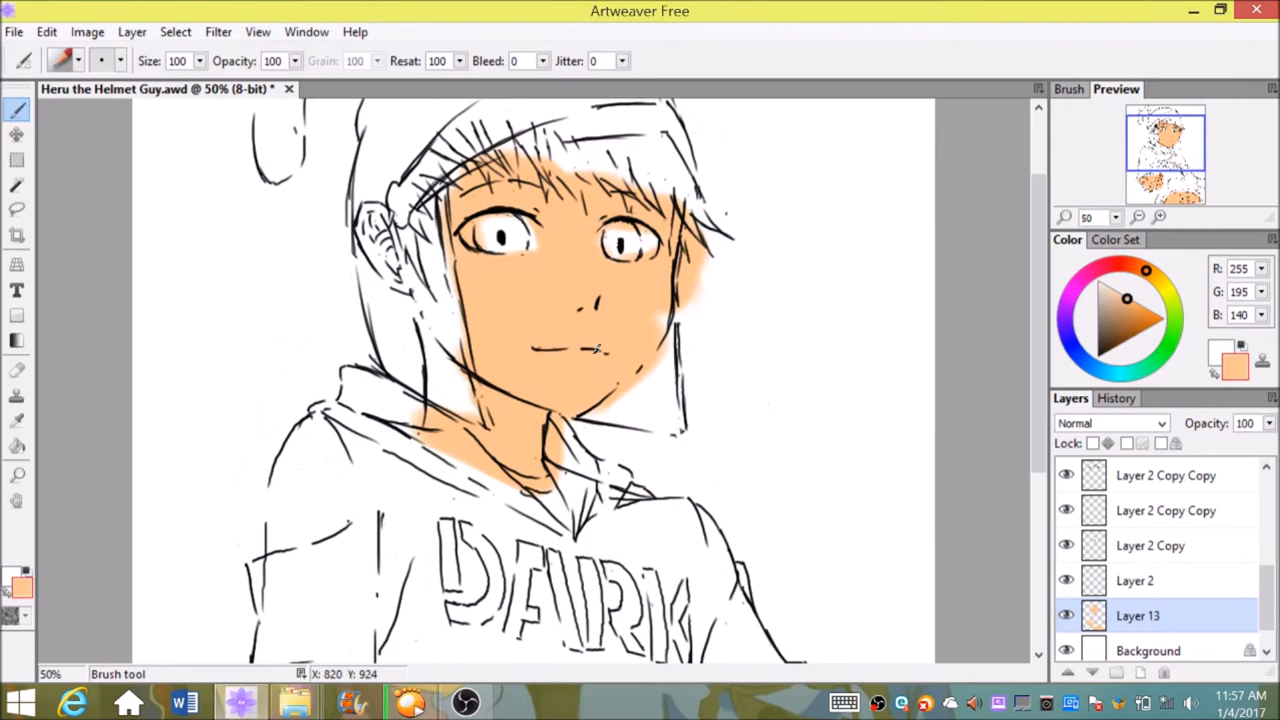 Artweaver Free
File Edit Image Layer Select Filter View Window Help
Size: 100 Opacity: 100 Grain: 100 Resat: 100 Bleed: 0 Jitter: 0
Heru the Helmet Guy.awd @ 50% (8-bit) *
Brush Preview
50
Color Color Set
R: 255
G: 195
B: 140
Layers History
Normal Opacity: 100
Lock:
Layer 2 Copy Copy
Layer 2 Copy Copy
Layer 2 Copy
Layer 2
Layer 13
Background
DARK
50% Brush tool X: 820 Y: 924
11:57 AM
1/4/2017